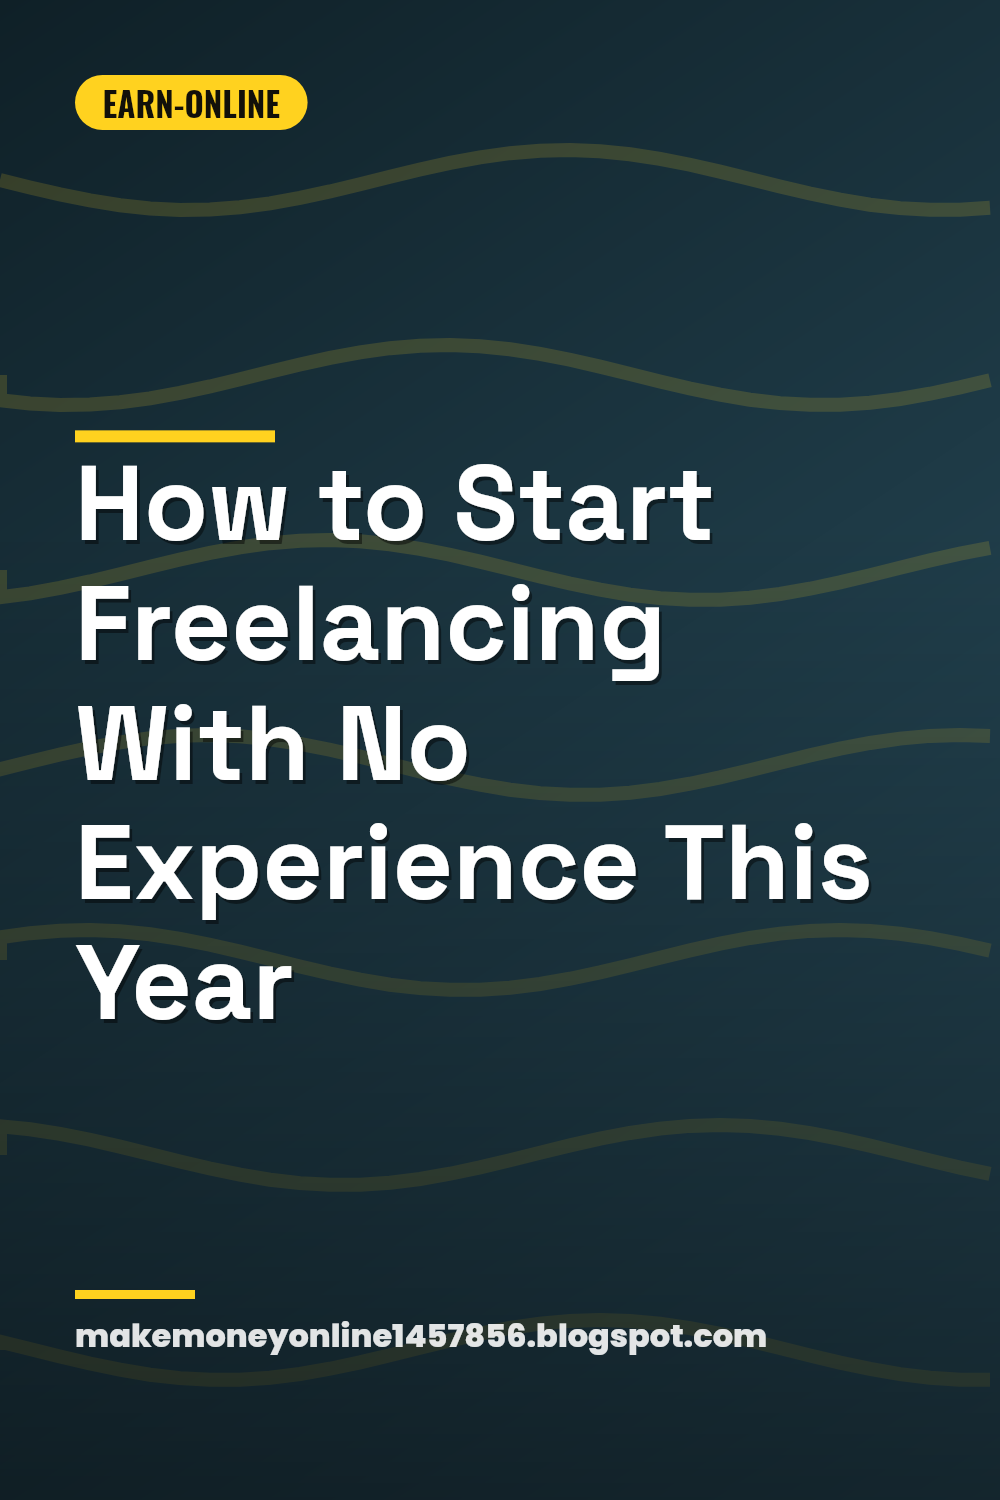 EARN-ONLINE
How to Start
Freelancing
With No
Experience This
Year
makemoneyonline1457856.blogspot.com